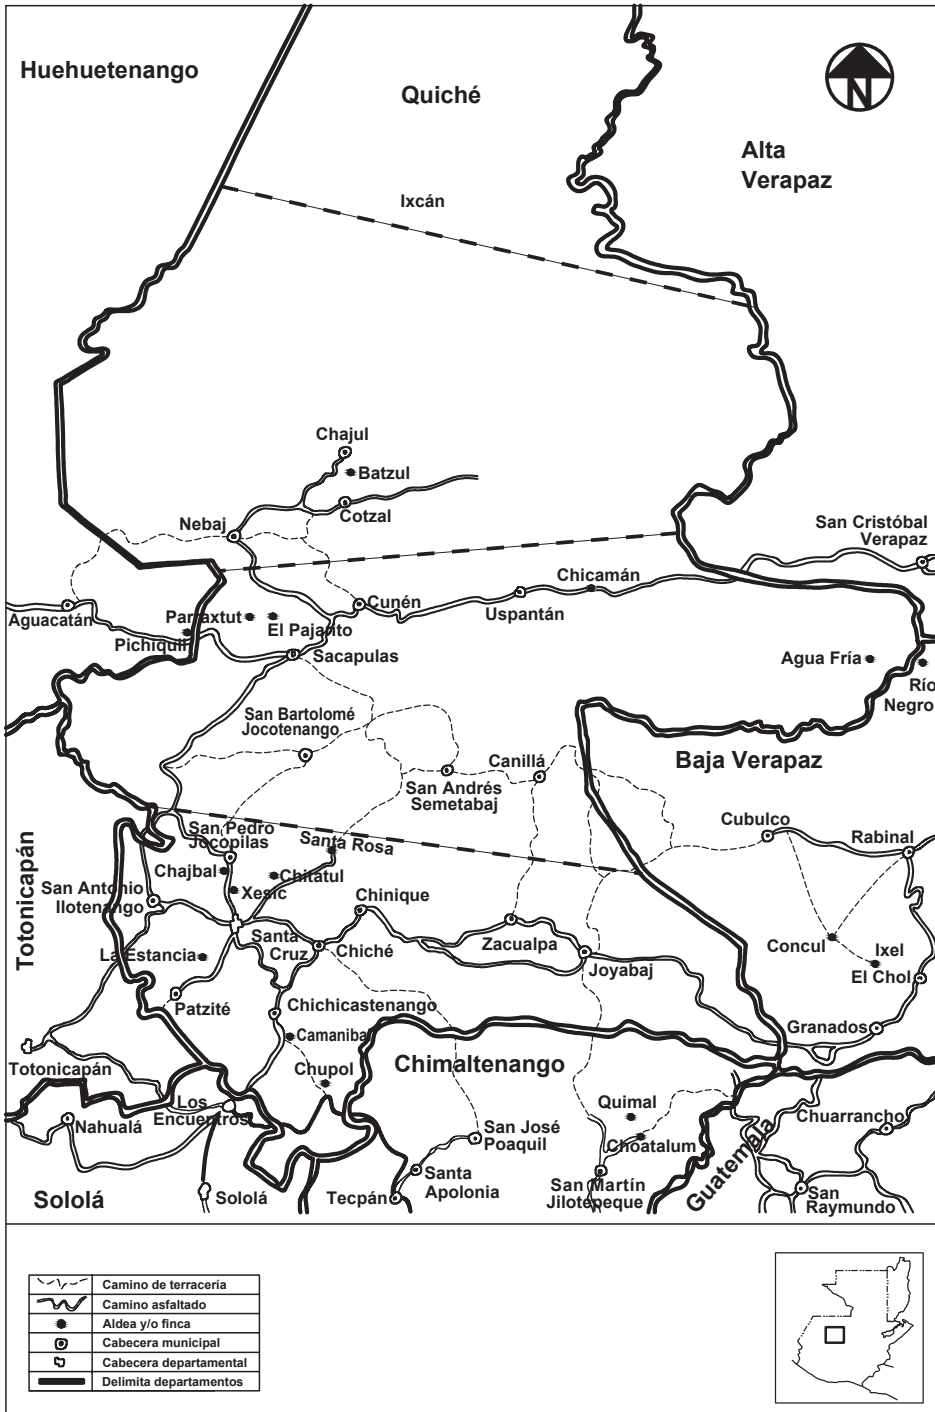 Huehuetenango
Quiché
N
Alta
Verapaz
Ixcán
Chajul
Batzul
Cotzal
Nebaj
San Cristóbal
Verapaz
Chicamán
Cunén
Uspantán
Aguacatán
Parraxtut
El Pajarito
Pichiquil
Sacapulas
Agua Fría
Río
Negro
San Bartolomé
Jocotenango
San Andrés
Semetabaj
Canillá
Baja Verapaz
Cubulco
Rabinal
Totonicapán
San Pedro
Jocopilas
Santa Rosa
Chajbal
Chitatul
Xesic
San Antonio
Ilotenango
Chinique
Santa
Cruz
Chiché
Zacualpa
Joyabaj
Concul
Ixel
El Chol
La Estancia
Patzité
Chichicastenango
Granados
Camanibal
Chimaltenango
Chupol
Totonicapán
Los
Encuentros
Nahualá
Quimal
Choatalum
Chuarrancho
San José
Poaquil
Guatemala
Santa
Apolonia
San Martín
Jilotepeque
San
Raymundo
Sololá
Sololá
Tecpán
Camino de terracería
Camino asfaltado
Aldea y/o finca
Cabecera municipal
Cabecera departamental
Delimita departamentos